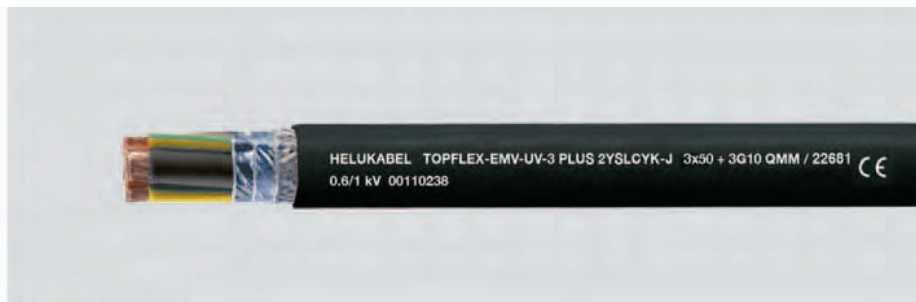 HELUKABEL TOPFLEX-EMV-UV-3 PLUS 2YSLCYK-J 3x50 + 3G10 QMM / 22681 CE
0.6/1 kV 00110238